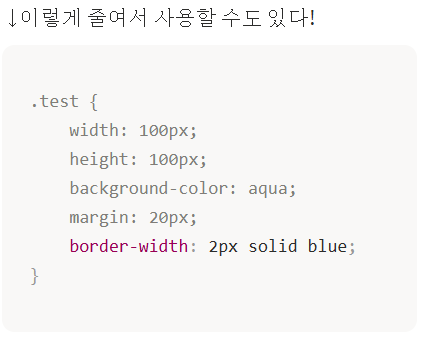 ↓이렇게 줄여서 사용할 수도 있다!
.test {
    width: 100px;
    height: 100px;
    background-color: aqua;
    margin: 20px;
    border-width: 2px solid blue;
}